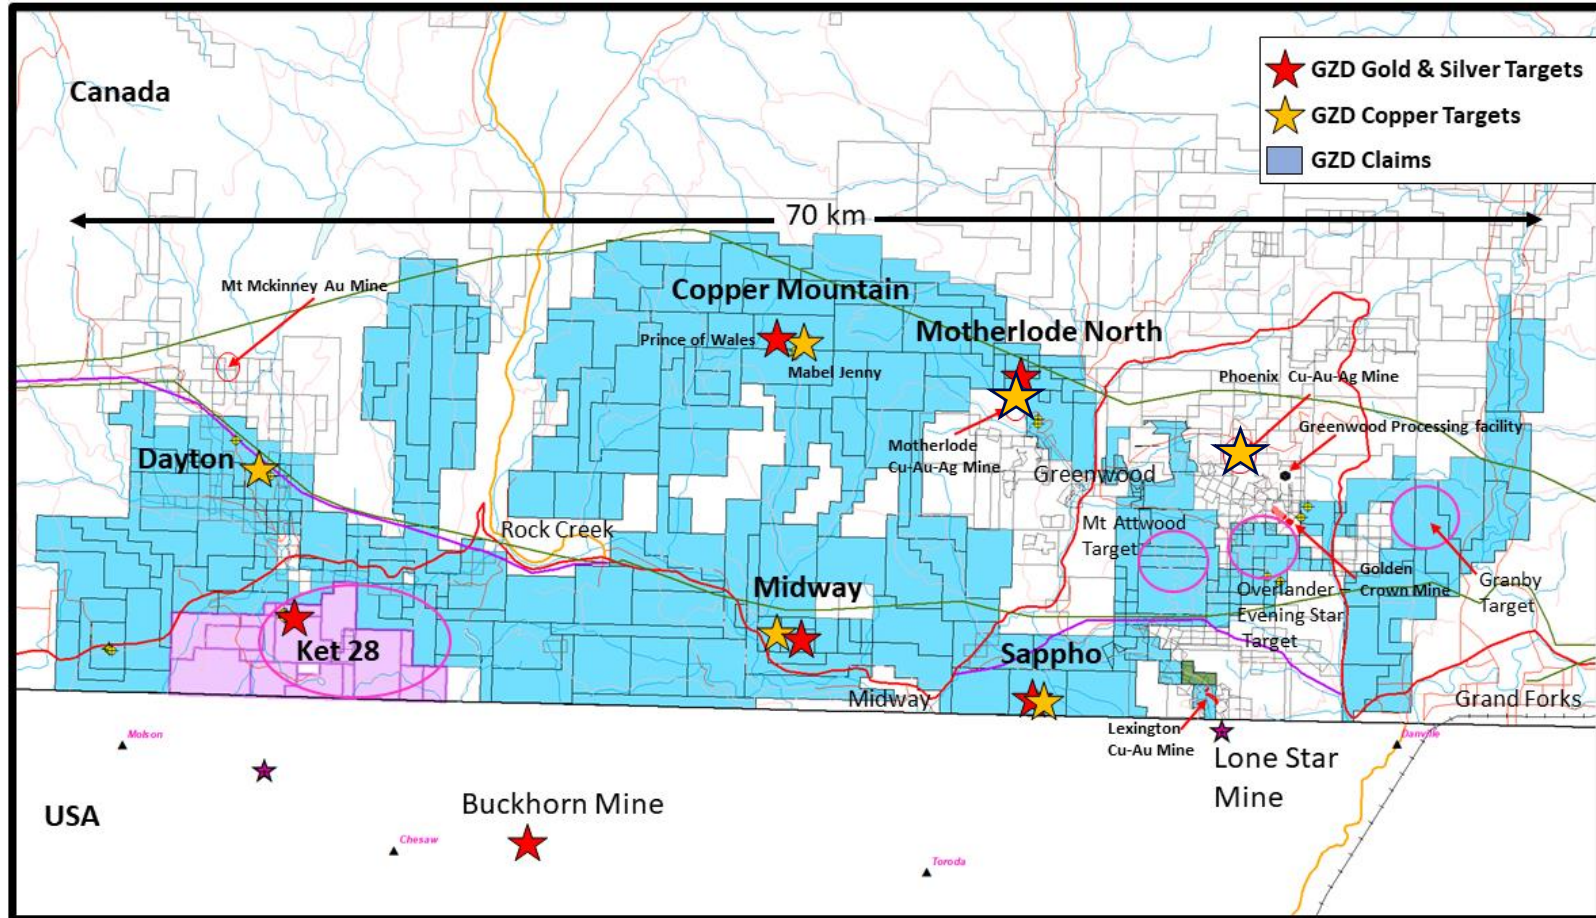 Canada
GZD Gold & Silver Targets
GZD Copper Targets
GZD Claims
70 km
Mt Mckinney Au Mine
Copper Mountain
Prince of Wales
Mabel Jenny
Motherlode North
Phoenix Cu-Au-Ag Mine
Greenwood Processing facility
Motherlode
Cu-Au-Ag Mine
Greenwood
Dayton
Rock Creek
Mt Attwood
Target
Golden
Crown Mine
Granby
Target
Overlander –
Evening Star
Target
Midway
Ket 28
Sappho
Midway
Grand Forks
Lexington
Cu-Au Mine
Lone Star
Mine
Molson
Danville
USA
Buckhorn Mine
Chesaw
Toroda